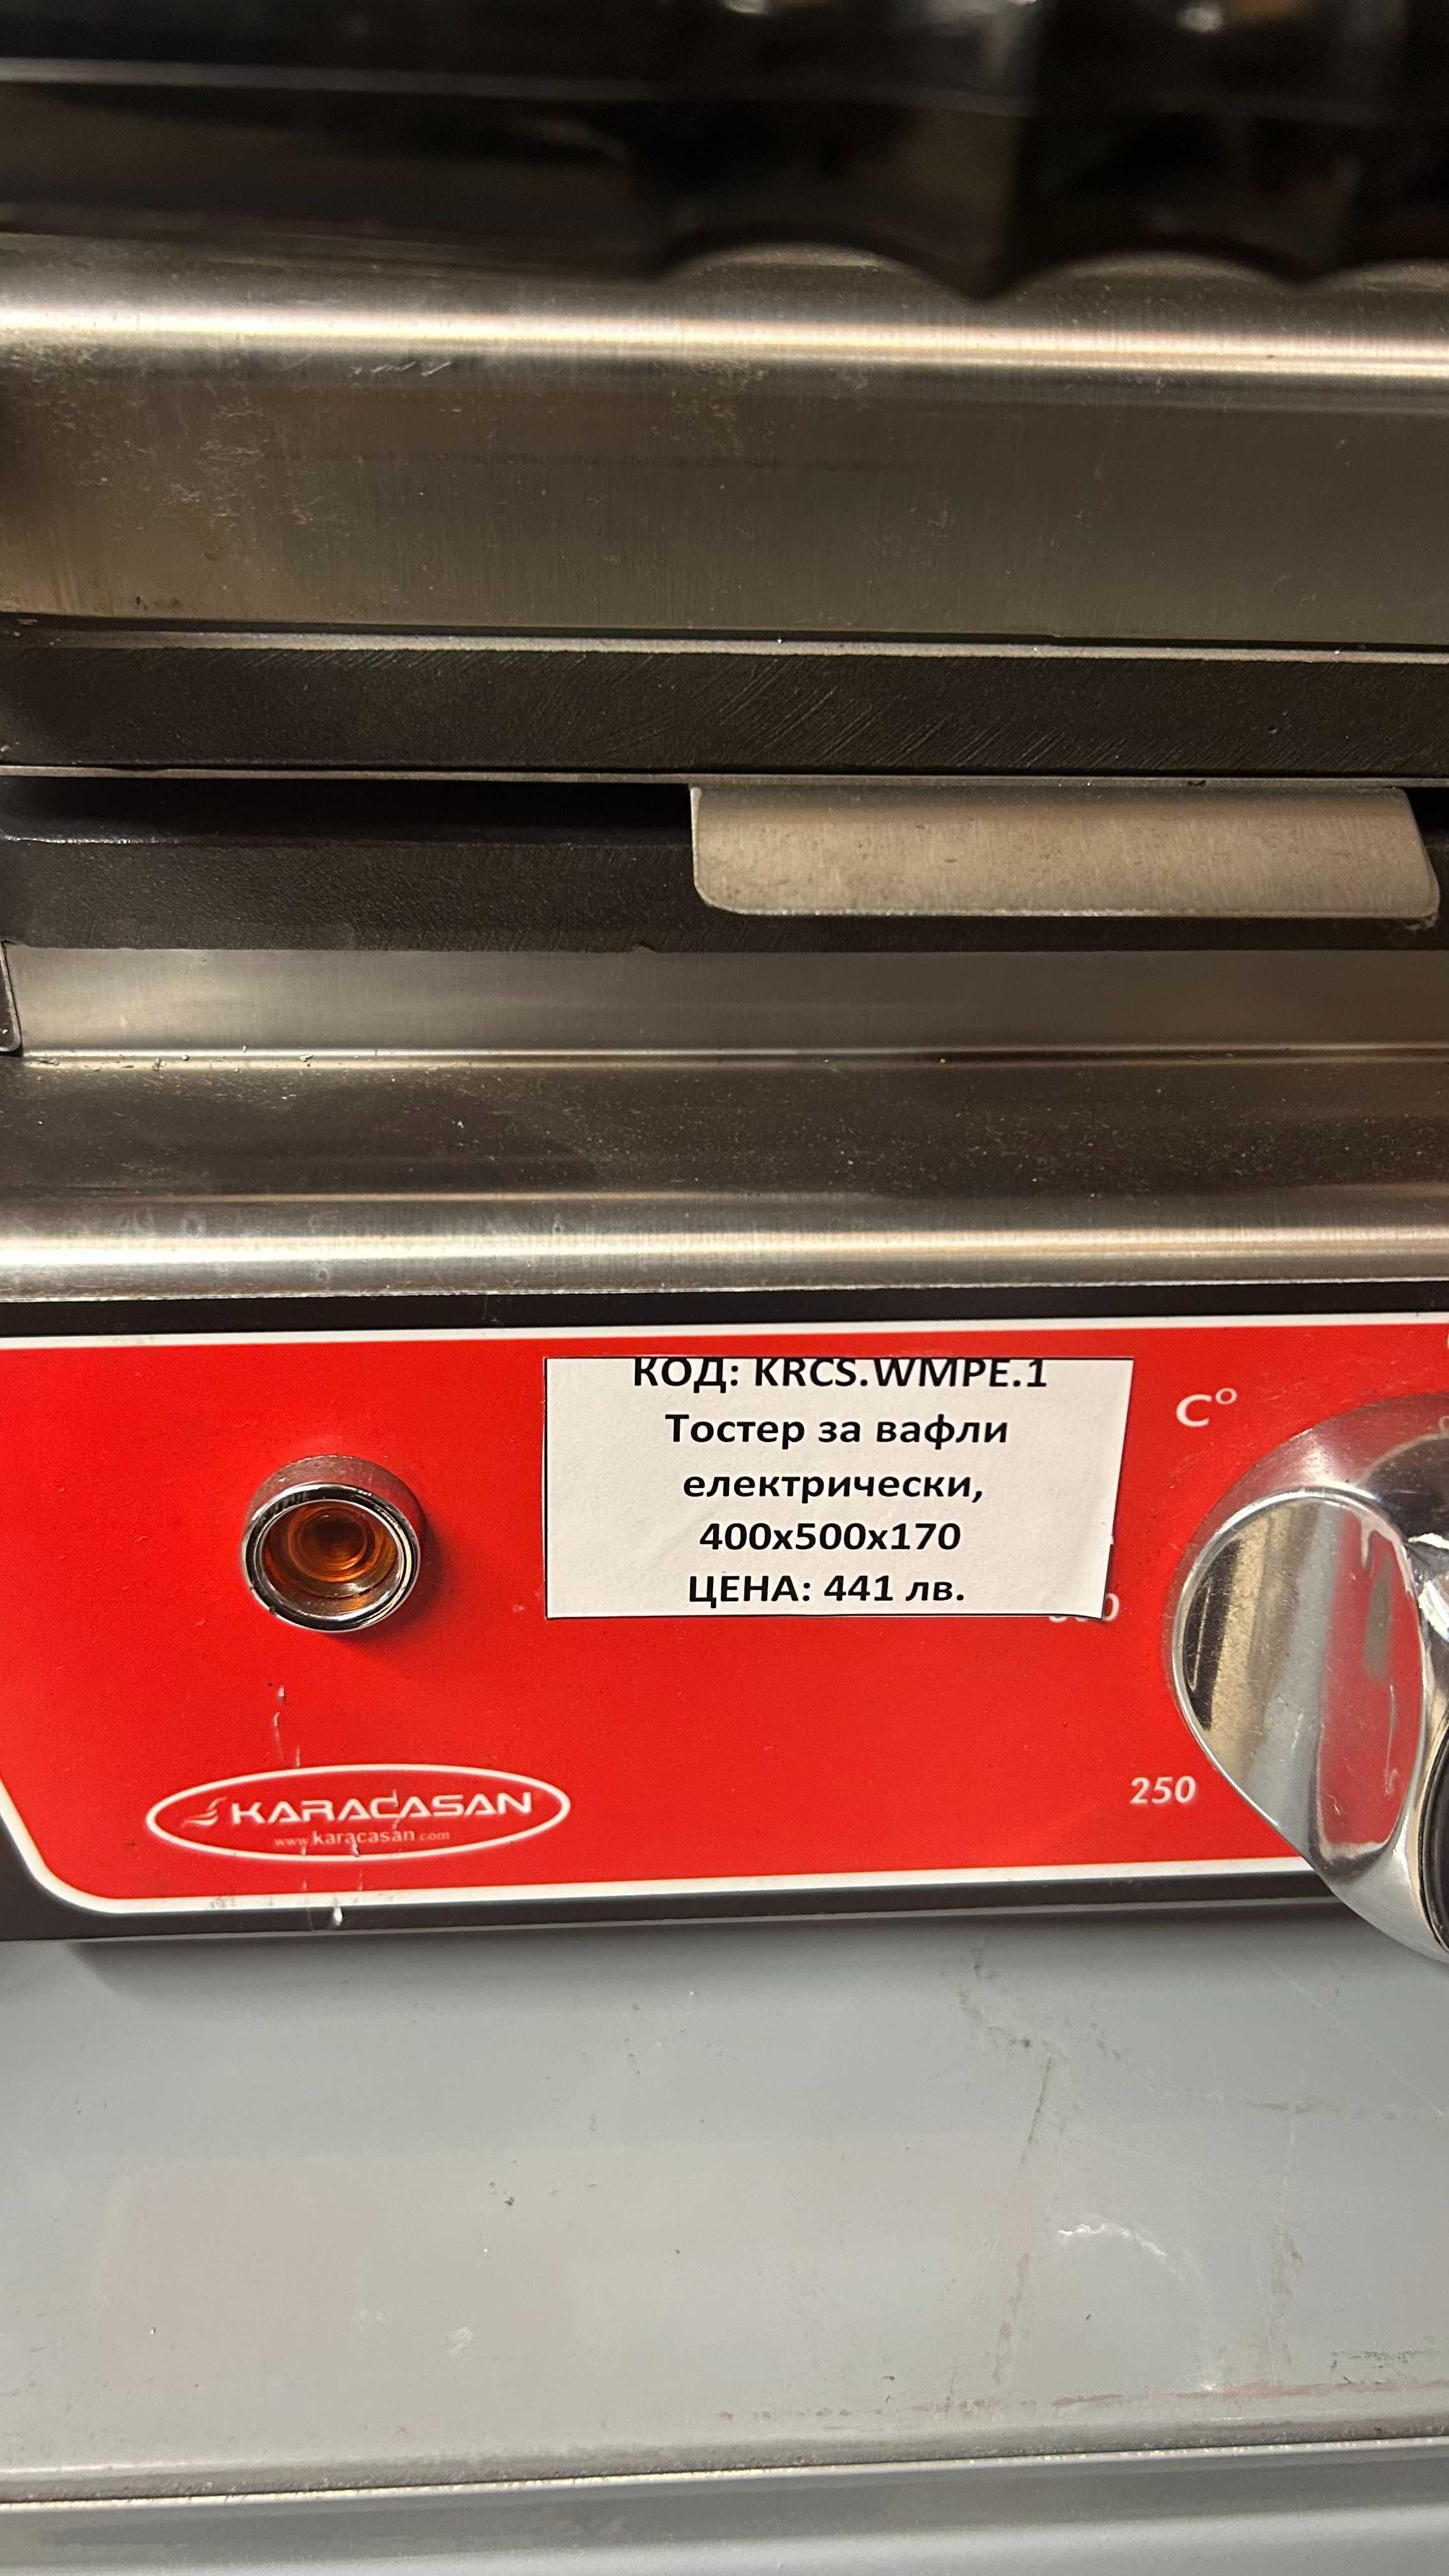 КОД: KRCS.WMPE.1
Тостер за вафли
електрически,
400x500x170
ЦЕНА: 441 лв.
C°
250
KARACASAN
www.karacasan.com